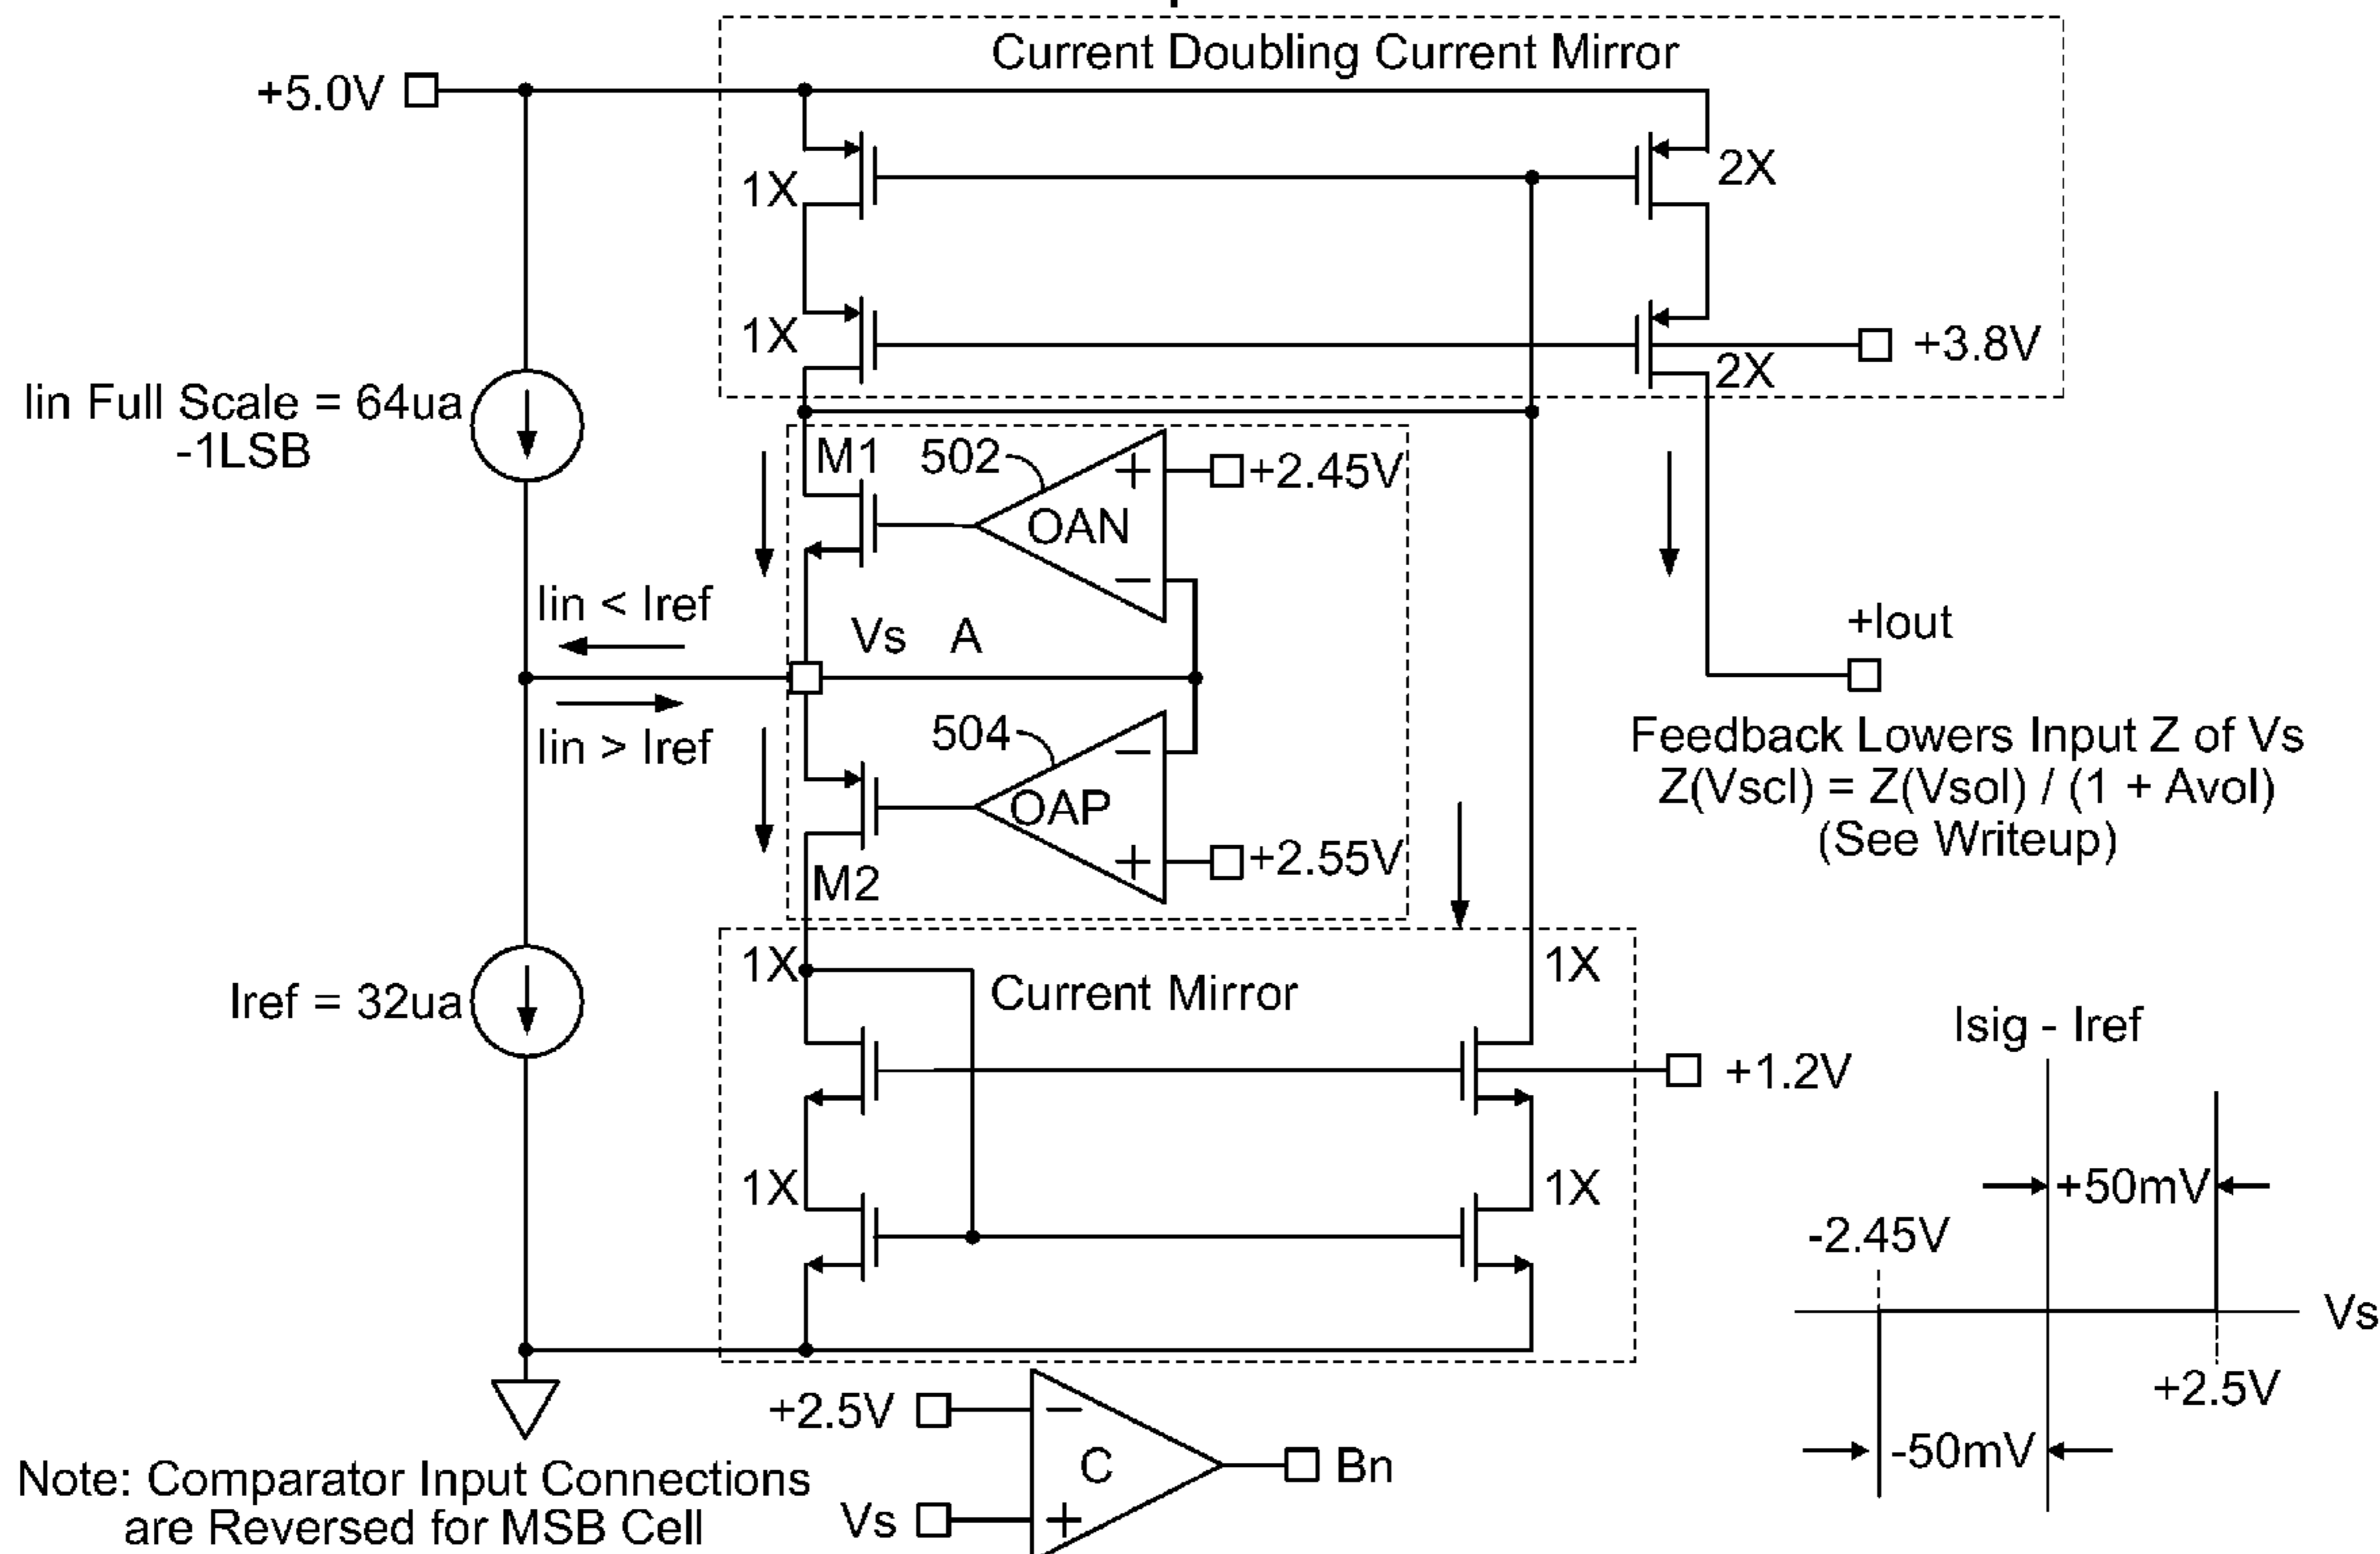 Current Doubling Current Mirror
+5.0V
1X
2X
1X
2X
+3.8V
Iin Full Scale = 64ua
-1LSB
M1
502
+
+2.45V
OAN
−
Iin < Iref
Vs A
+Iout
Iin > Iref
504
−
OAP
+
+2.55V
M2
Feedback Lowers Input Z of Vs
Z(Vscl) = Z(Vsol) / (1 + Avol)
(See Writeup)
1X
Current Mirror
1X
Iref = 32ua
+1.2V
1X
1X
Isig - Iref
+50mV
-2.45V
Vs
+2.5V
-50mV
+2.5V
−
C
Bn
Vs
+
Note: Comparator Input Connections
are Reversed for MSB Cell